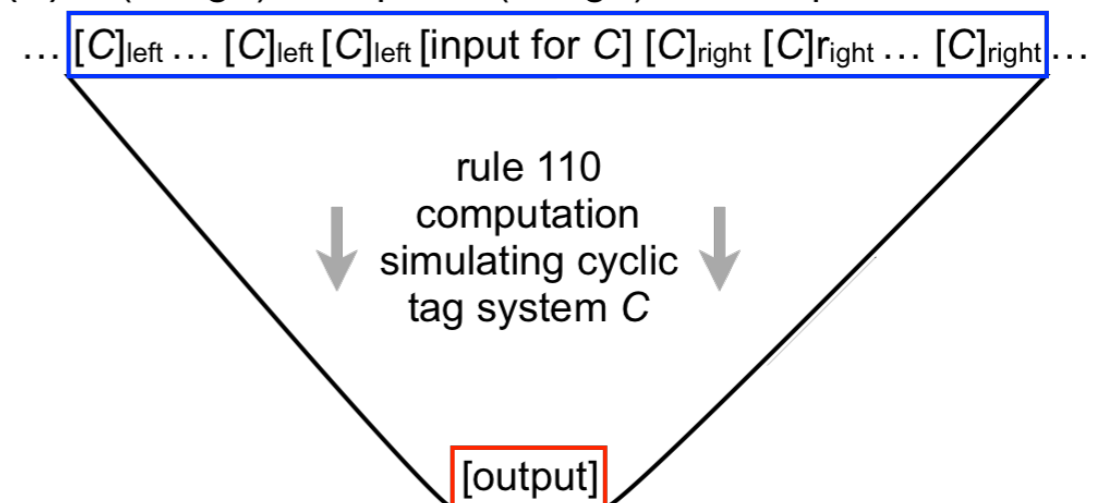 … [C]left … [C]left [C]left [input for C] [C]right [C]right … [C]right …
rule 110
computation
simulating cyclic
tag system C
[output]